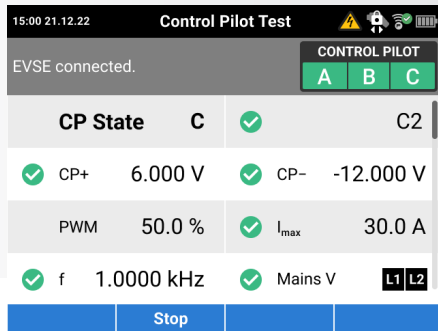 15:00 21.12.22 Control Pilot Test
CONTROL PILOT
EVSE connected.
A B C
CP State C C2
CP+ 6.000 V CP- -12.000 V
PWM 50.0 % Imax 30.0 A
f 1.0000 kHz Mains V L1 L2
Stop